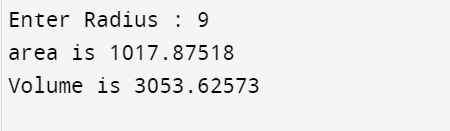 Enter Radius : 9
area is 1017.87518
Volume is 3053.62573